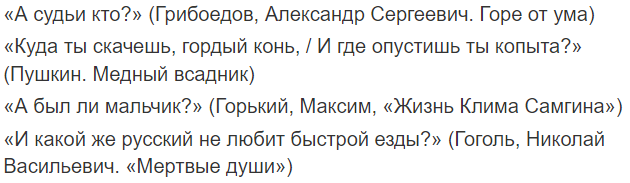 «А судьи кто?» (Грибоедов, Александр Сергеевич. Горе от ума)
«Куда ты скачешь, гордый конь, / И где опустишь ты копыта?»
(Пушкин. Медный всадник)
«А был ли мальчик?» (Горький, Максим, «Жизнь Клима Самгина»)
«И какой же русский не любит быстрой езды?» (Гоголь, Николай
Васильевич. «Мертвые души»)